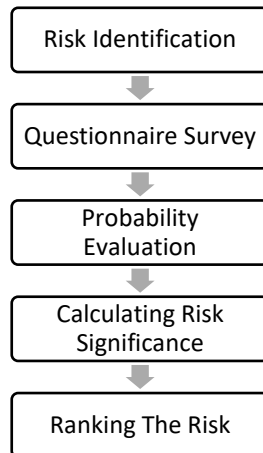 Risk Identification
Questionnaire Survey
Probability
Evaluation
Calculating Risk
Significance
Ranking The Risk